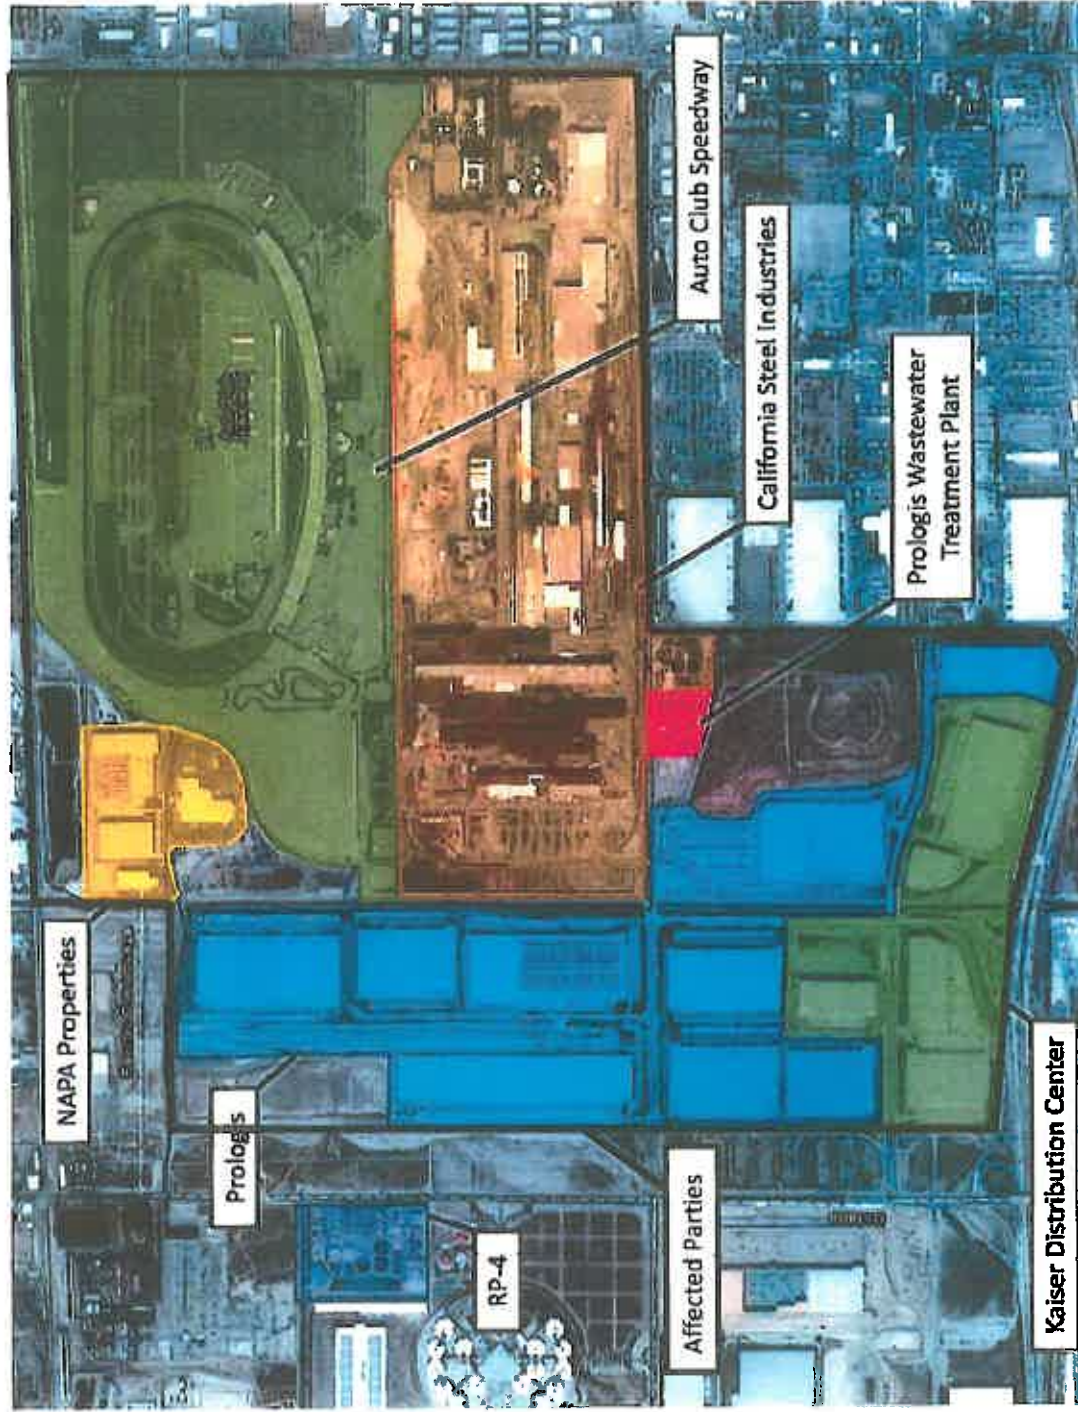 NAPA Properties
Prologis
RP-4
Affected Parties
Kaiser Distribution Center
Auto Club Speedway
California Steel Industries
Prologis Wastewater
Treatment Plant